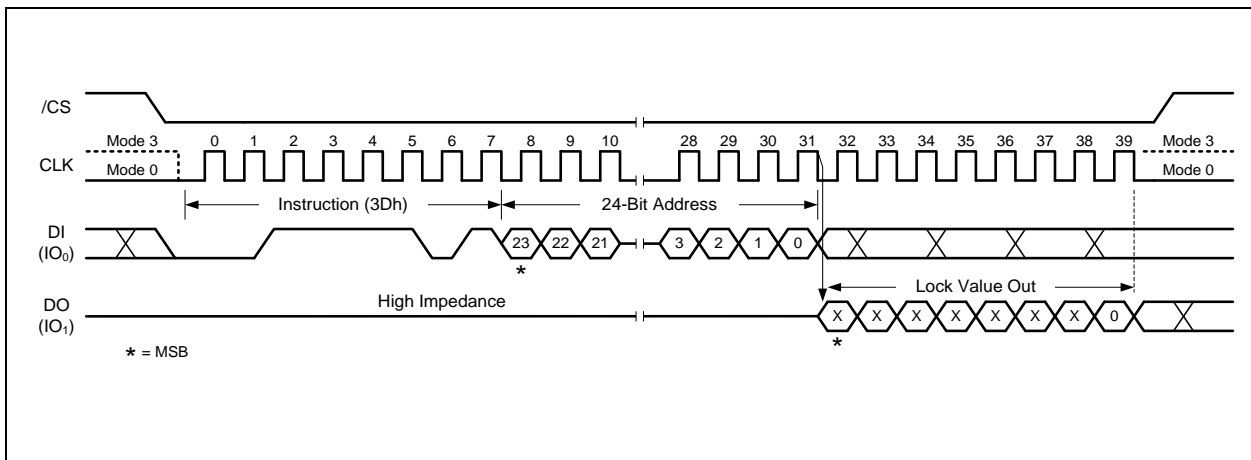 /CS
Mode 3
0 1 2 3 4 5 6 7 8 9 10 28 29 30 31 32 33 34 35 36 37 38 39
Mode 3
CLK
Mode 0
Mode 0
Instruction (3Dh)
24-Bit Address
DI
(IO₀)
23 22 21 3 2 1 0
*
High Impedance
Lock Value Out
DO
(IO₁)
X X X X X X X 0
*
* = MSB